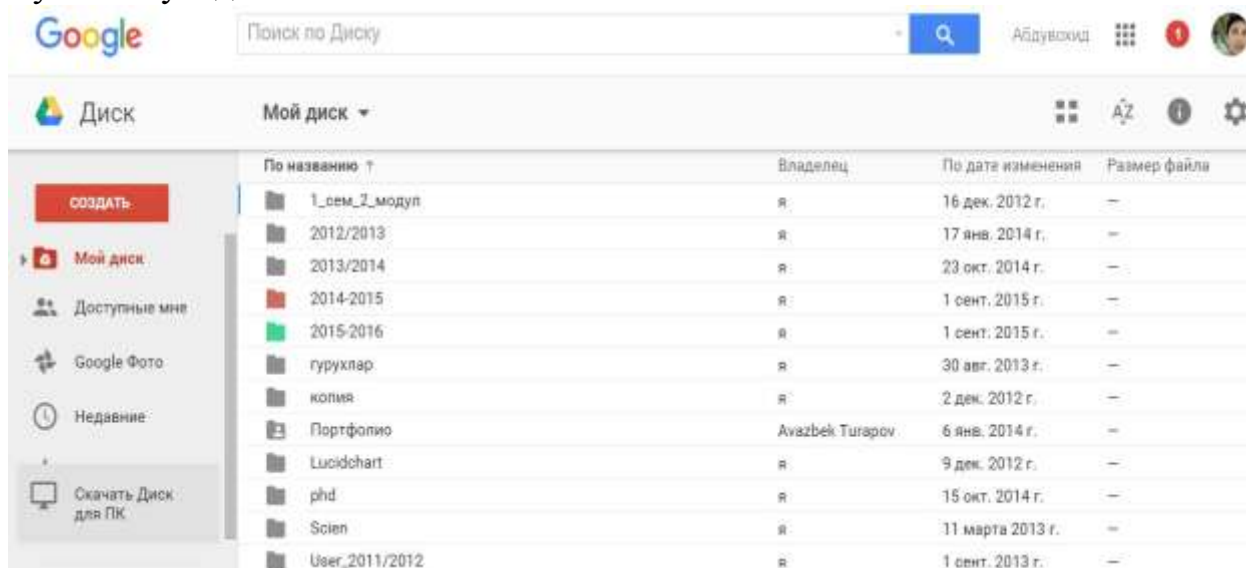 Google Поиск по Диску Абдувохид 1
Диск Мой диск
По названию ↑ Владелец По дате изменения Размер файла
СОЗДАТЬ
Мой диск
Доступные мне
Google Фото
Недавние
Скачать Диск
для ПК
1_сем_2_модул я 16 дек. 2012 г. —
2012/2013 я 17 янв. 2014 г. —
2013/2014 я 23 окт. 2014 г. —
2014-2015 я 1 сент. 2015 г. —
2015-2016 я 1 сент. 2015 г. —
гурухлар я 30 авг. 2013 г. —
копия я 2 дек. 2012 г. —
Портфолио Avazbek Turapov 6 янв. 2014 г. —
Lucidchart я 9 дек. 2012 г. —
phd я 15 окт. 2014 г. —
Scien я 11 марта 2013 г. —
User_2011/2012 я 1 сент. 2013 г. —